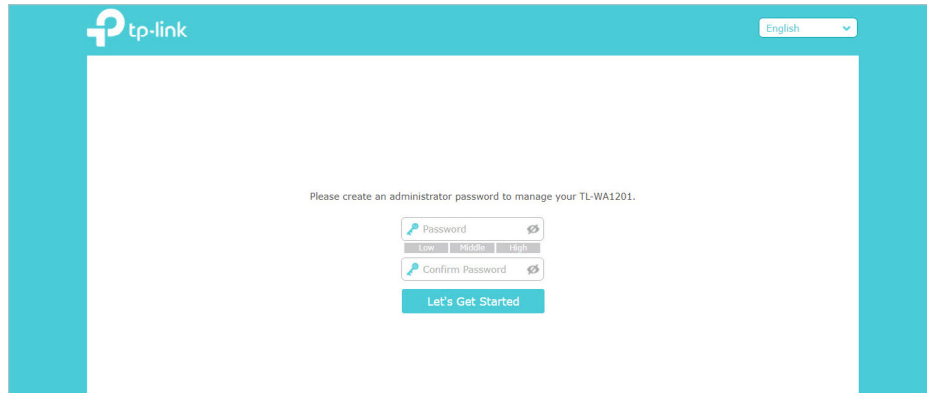 tp-link
English
Please create an administrator password to manage your TL-WA1201.
Password
Low Middle High
Confirm Password
Let's Get Started